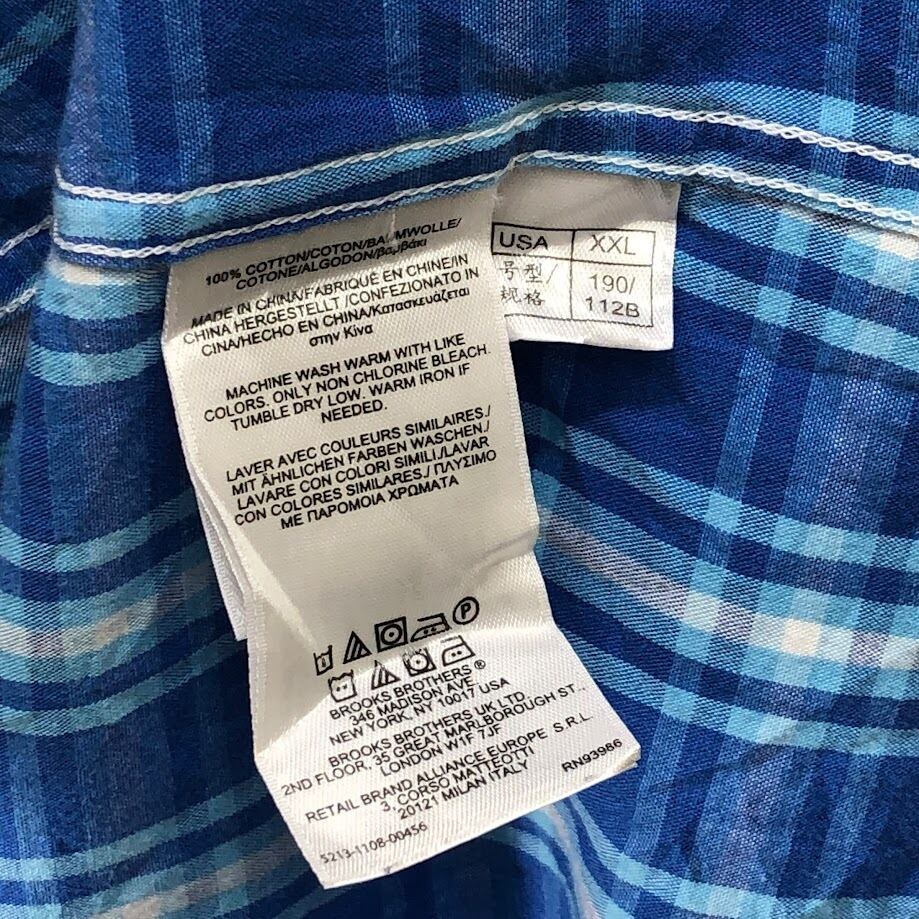 100% COTTON/COTON/BAUMWOLLE/
COTONE/ALGODON/βαμβάκι
MADE IN CHINA/FABRIQUÉ EN CHINE/IN
CHINA HERGESTELLT /CONFEZIONATO IN
CINA/HECHO EN CHINA/Κατασκευάζεται
στην Κίνα
MACHINE WASH WARM WITH LIKE
COLORS. ONLY NON CHLORINE BLEACH.
TUMBLE DRY LOW. WARM IRON IF
NEEDED.
LAVER AVEC COULEURS SIMILAIRES./
MIT ÄHNLICHEN FARBEN WASCHEN./
LAVARE CON COLORI SIMILI./LAVAR
CON COLORES SIMILARES./ ΠΛΥΣΙΜΟ
ΜΕ ΠΑΡΟΜΟΙΑ ΧΡΩΜΑΤΑ
P
BROOKS BROTHERS ®
346 MADISON AVE.
NEW YORK, NY 10017 USA
BROOKS BROTHERS UK LTD.
2ND FLOOR, 35 GREAT MARLBOROUGH ST.,
LONDON W1F 7JF
RETAIL BRAND ALLIANCE EUROPE S.R.L.
3, CORSO MATTEOTTI
20121 MILAN ITALY
RN93986
5213-1108-00456
USA XXL
号型/ 190/
规格 112B